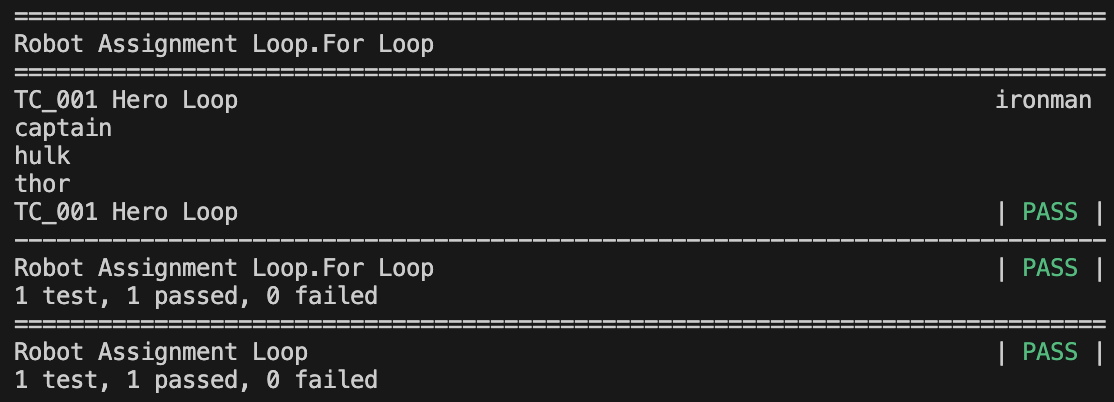 ==============================================================================
Robot Assignment Loop.For Loop
==============================================================================
TC_001 Hero Loop                                                      ironman
captain
hulk
thor
TC_001 Hero Loop                                                      | PASS |
------------------------------------------------------------------------------
Robot Assignment Loop.For Loop                                        | PASS |
1 test, 1 passed, 0 failed
==============================================================================
Robot Assignment Loop                                                 | PASS |
1 test, 1 passed, 0 failed